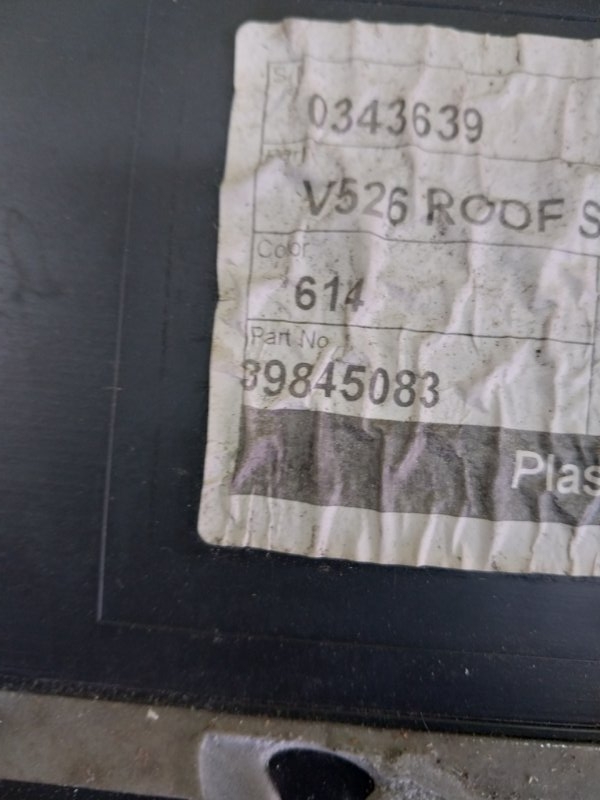 0343639
V526 ROOF S
Color
614
Part No
39845083
Plas